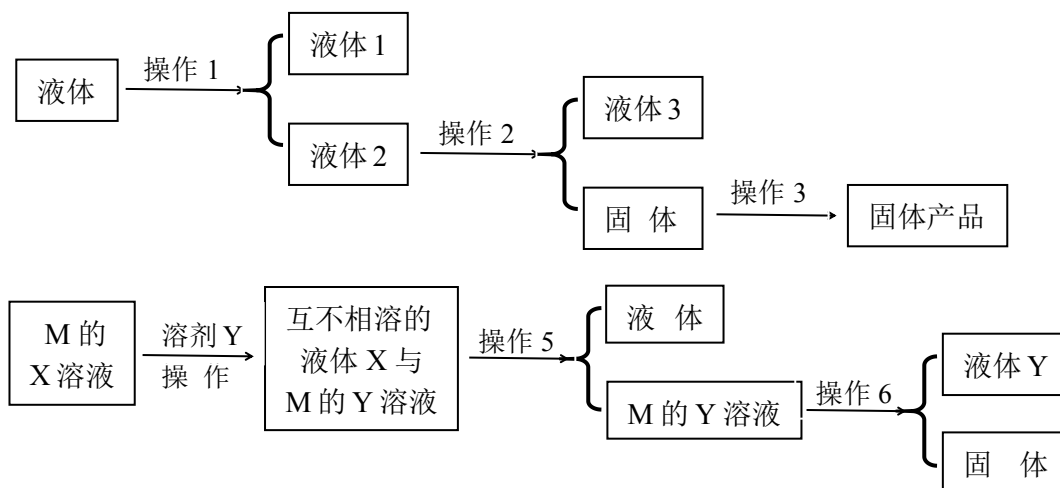 液体
操作 1
液体 1
液体 2
操作 2
液体 3
固 体
操作 3
固体产品
M 的
X 溶液
溶剂 Y
操 作
互不相溶的
液体 X 与
M 的 Y 溶液
操作 5
液 体
M 的 Y 溶液
操作 6
液体 Y
固 体